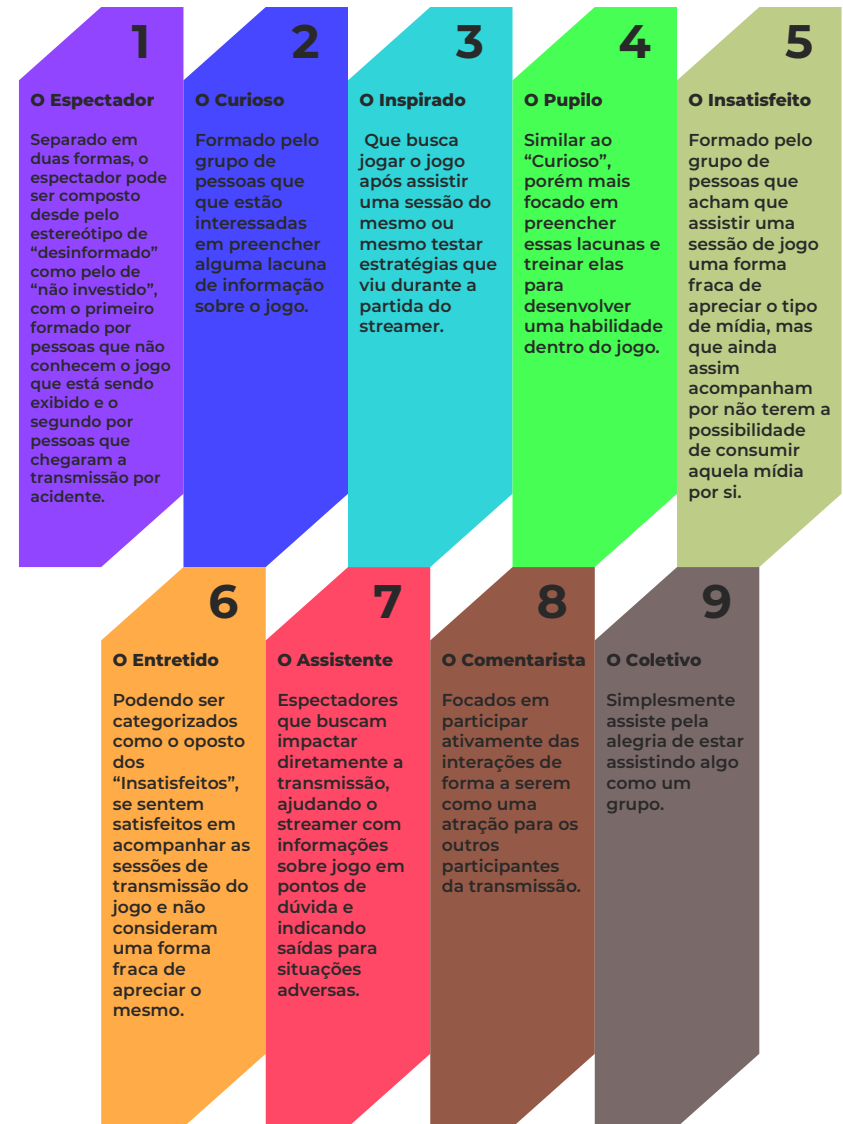 1
O Espectador
Separado em
duas formas, o
espectador pode
ser composto
desde pelo
estereótipo de
“desinformado”
como pelo de
“não investido”,
com o primeiro
formado por
pessoas que não
conhecem o jogo
que está sendo
exibido e o
segundo por
pessoas que
chegaram a
transmissão por
acidente.
2
O Curioso
Formado pelo
grupo de
pessoas que
que estão
interessadas
em preencher
alguma lacuna
de informação
sobre o jogo.
3
O Inspirado
Que busca
jogar o jogo
após assistir
uma sessão do
mesmo ou
mesmo testar
estratégias que
viu durante a
partida do
streamer.
4
O Pupilo
Similar ao
“Curioso”,
porém mais
focado em
preencher
essas lacunas e
treinar elas
para
desenvolver
uma habilidade
dentro do jogo.
5
O Insatisfeito
Formado pelo
grupo de
pessoas que
acham que
assistir uma
sessão de jogo
uma forma
fraca de
apreciar o tipo
de mídia, mas
que ainda
assim
acompanham
por não terem a
possibilidade
de consumir
aquela mídia
por si.
6
O Entretido
Podendo ser
categorizados
como o oposto
dos
“Insatisfeitos”,
se sentem
satisfeitos em
acompanhar as
sessões de
transmissão do
jogo e não
consideram
uma forma
fraca de
apreciar o
mesmo.
7
O Assistente
Espectadores
que buscam
impactar
diretamente a
transmissão,
ajudando o
streamer com
informações
sobre jogo em
pontos de
dúvida e
indicando
saídas para
situações
adversas.
8
O Comentarista
Focados em
participar
ativamente das
interações de
forma a serem
como uma
atração para os
outros
participantes
da transmissão.
9
O Coletivo
Simplesmente
assiste pela
alegria de estar
assistindo algo
como um
grupo.